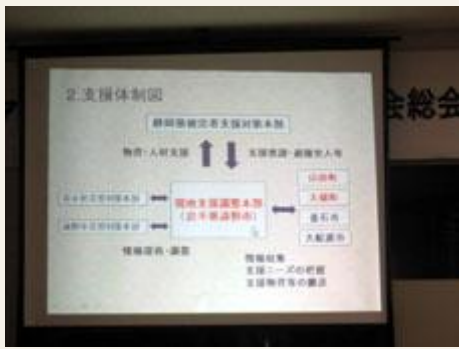 2.支援体制図
静岡県被災者支援対策本部
物資・人材支援
支援要請・避難受入等
現地支援調整本部
(岩手県遠野市)
山田町
大槌町
釜石市
大船渡市
情報提供・調整
情報収集
支援ニーズの把握
支援物資等の搬送
会総会